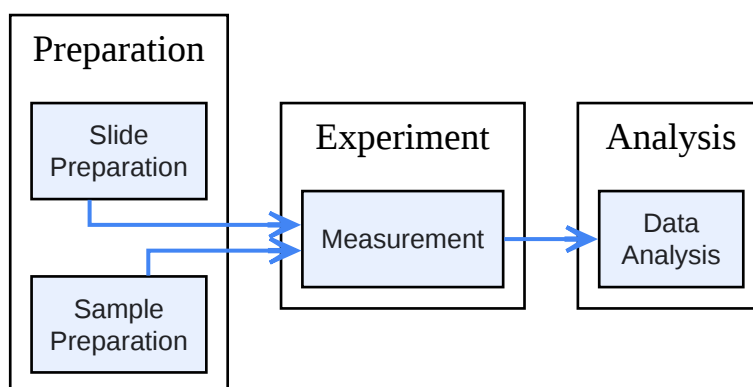 Preparation
Slide
Preparation
Sample
Preparation
Experiment
Measurement
Analysis
Data
Analysis